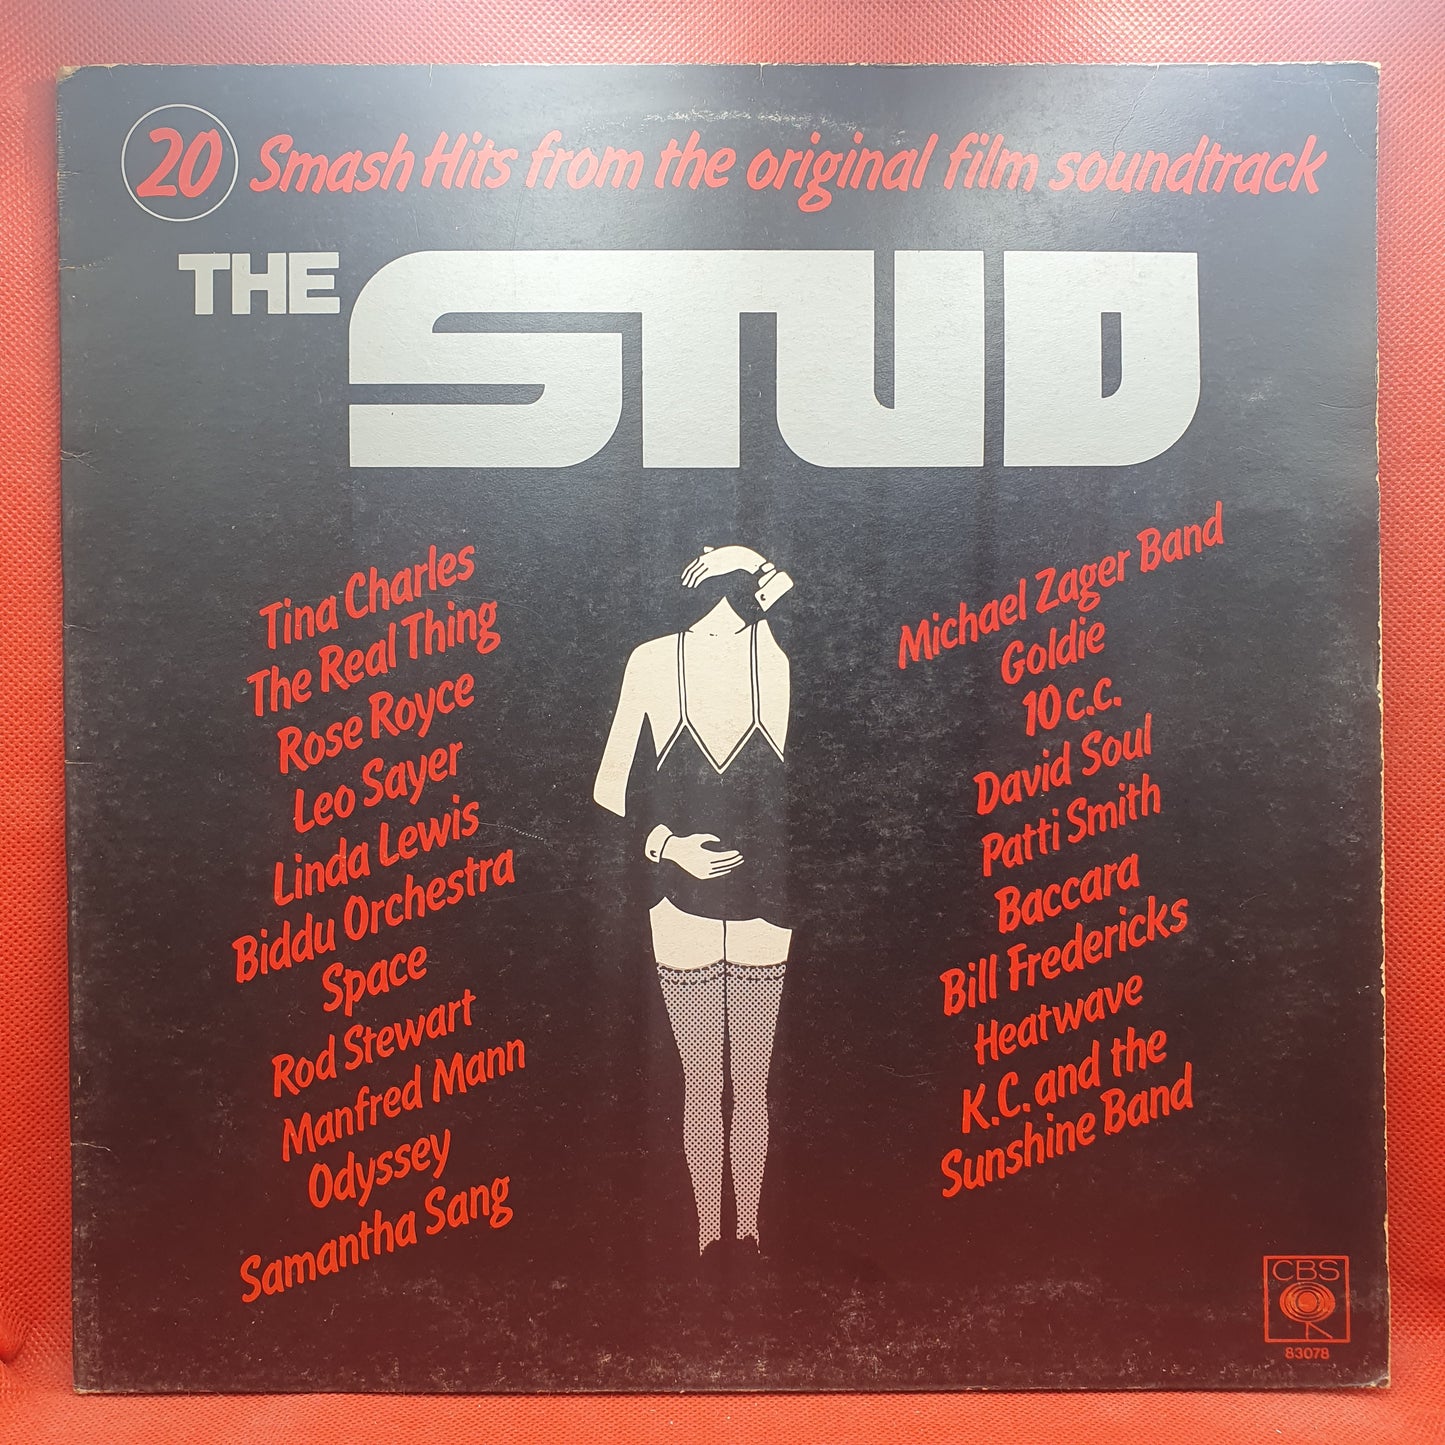 20 Smash Hits from the original film soundtrack
THE STUD
Tina Charles
The Real Thing
Rose Royce
Leo Sayer
Linda Lewis
Biddu Orchestra
Space
Rod Stewart
Manfred Mann
Odyssey
Samantha Sang
Michael Zager Band
Goldie
10 c.c.
David Soul
Patti Smith
Baccara
Bill Fredericks
Heatwave
K.C. and the
Sunshine Band
CBS
83078